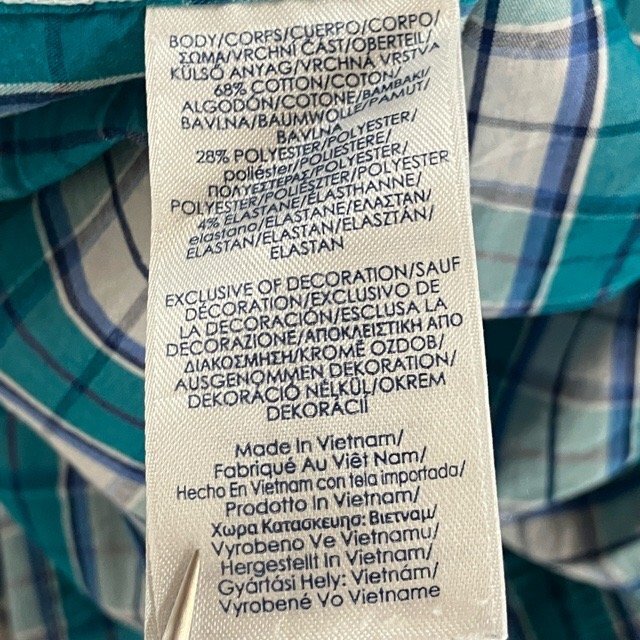 BODY/CORPS/CUERPO/CORPO/
ΣΩΜΑ/VRCHNÍ ČÁST/OBERTEIL/
KÜLSŐ ANYAG/VRCHNÁ VRSTVA
68% COTTON/COTON/
ALGODÓN/COTONE/ΒΑΜΒΑΚΙ/
BAVLNA/BAUMWOLLE/PAMUT/
BAVLNA
28% POLYESTER/POLYESTER/
poliéster/POLIESTERE/
ΠΟΛΥΕΣΤΕΡΑΣ/POLYESTER
POLYESTER/POLIÉSZTER/POLYESTER
4% ELASTANE/ÉLASTHANNE/
elastano/ELASTANE/ΕΛΑΣΤΑΝ/
ELASTAN/ELASTAN/ELASZTÁN/
ELASTAN
EXCLUSIVE OF DECORATION/SAUF
DÉCORATION/EXCLUSIVO DE
LA DECORACIÓN/ESCLUSA LA
DECORAZIONE/ΑΠΟΚΛΕΙΣΤΙΚΗ ΑΠΟ
ΔΙΑΚΟΣΜΗΣΗ/KROMĚ OZDOB/
AUSGENOMMEN DEKORATION/
DEKORÁCIÓ NÉLKÜL/OKREM
DEKORÁCIÍ
Made In Vietnam/
Fabriqué Au Viêt Nam/
Hecho En Vietnam con tela importada/
Prodotto In Vietnam/
Χωρα Κατασκευης: Βιετναμ/
Vyrobeno Ve Vietnamu/
Hergestellt In Vietnam/
Gyártási Hely: Vietnám/
Vyrobené Vo Vietname